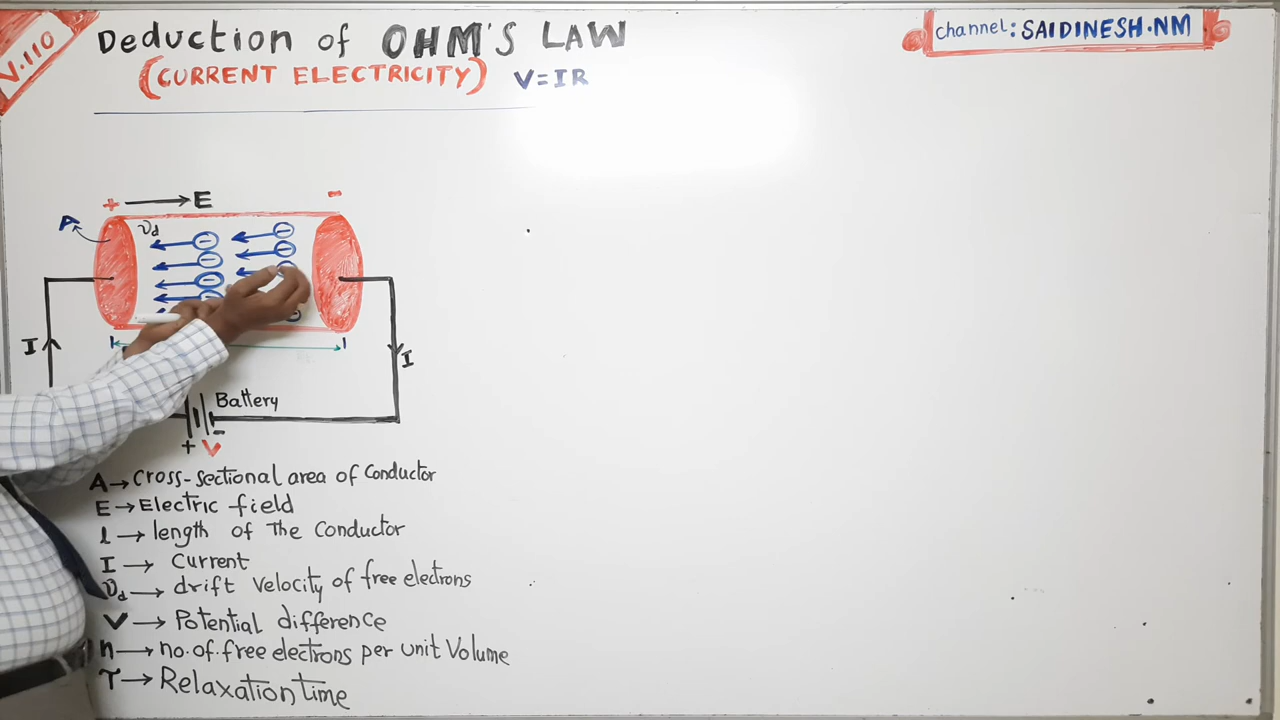 V.110
Deduction of OHM'S LAW
(CURRENT ELECTRICITY) V=IR
channel: SAIDINESH.NM
+ → E -
A
νd
I
I
Battery
+ V -
A → Cross-sectional area of Conductor
E → Electric field
l → length of The Conductor
I → Current
νd → drift Velocity of free electrons
V → Potential difference
n → no.of.free electrons per unit Volume
τ → Relaxation time